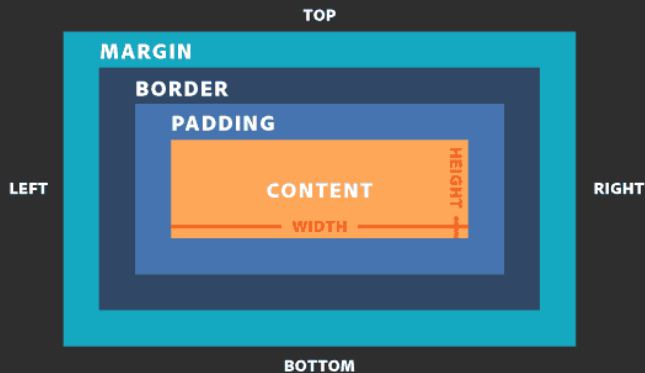 TOP
MARGIN
BORDER
PADDING
LEFT
CONTENT
HEIGHT
RIGHT
WIDTH
BOTTOM